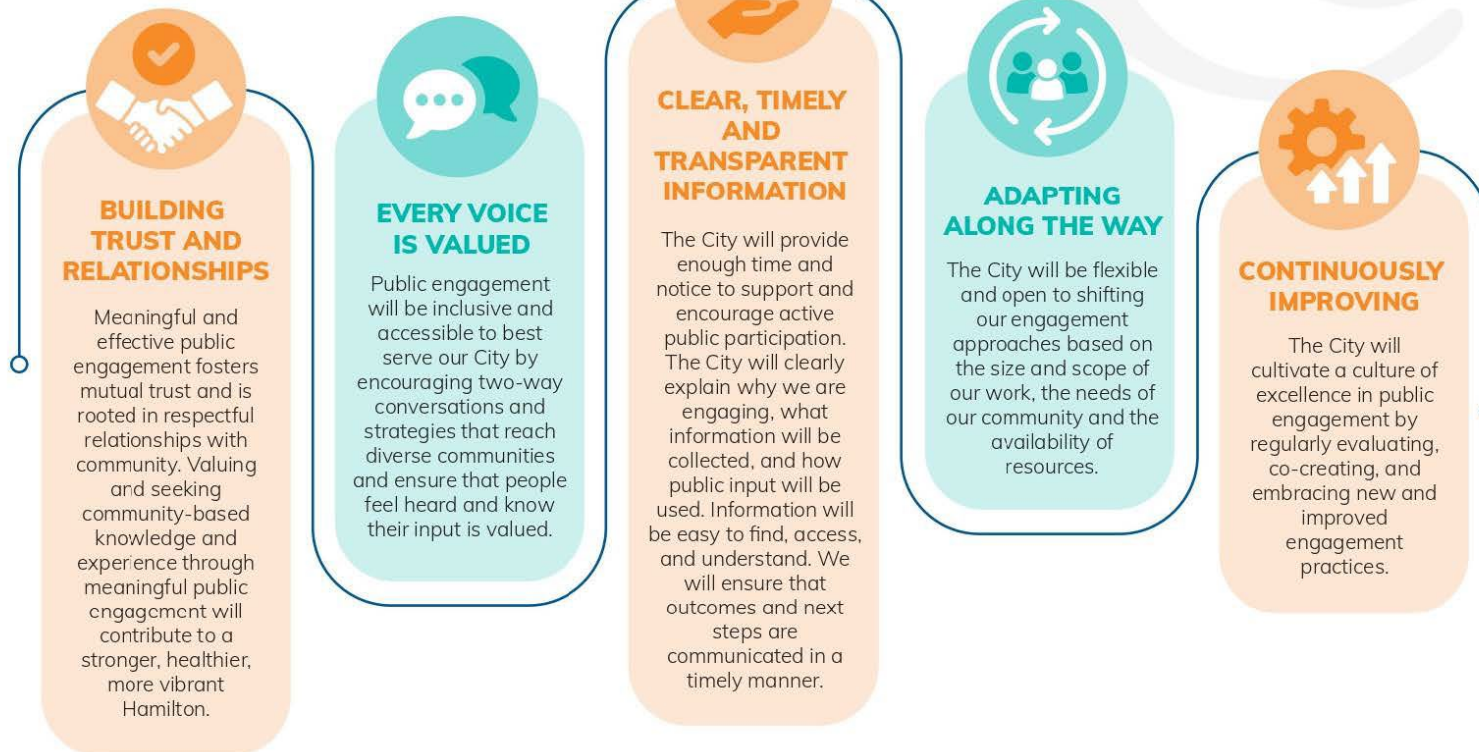 BUILDING
TRUST AND
RELATIONSHIPS
Meaningful and
effective public
engagement fosters
mutual trust and is
rooted in respectful
relationships with
community. Valuing
and seeking
community-based
knowledge and
experience through
meaningful public
engagement will
contribute to a
stronger, healthier,
more vibrant
Hamilton.
EVERY VOICE
IS VALUED
Public engagement
will be inclusive and
accessible to best
serve our City by
encouraging two-way
conversations and
strategies that reach
diverse communities
and ensure that people
feel heard and know
their input is valued.
CLEAR, TIMELY
AND
TRANSPARENT
INFORMATION
The City will provide
enough time and
notice to support and
encourage active
public participation.
The City will clearly
explain why we are
engaging, what
information will be
collected, and how
public input will be
used. Information will
be easy to find, access,
and understand. We
will ensure that
outcomes and next
steps are
communicated in a
timely manner.
ADAPTING
ALONG THE WAY
The City will be flexible
and open to shifting
our engagement
approaches based on
the size and scope of
our work, the needs of
our community and the
availability of
resources.
CONTINUOUSLY
IMPROVING
The City will
cultivate a culture of
excellence in public
engagement by
regularly evaluating,
co-creating, and
embracing new and
improved
engagement
practices.